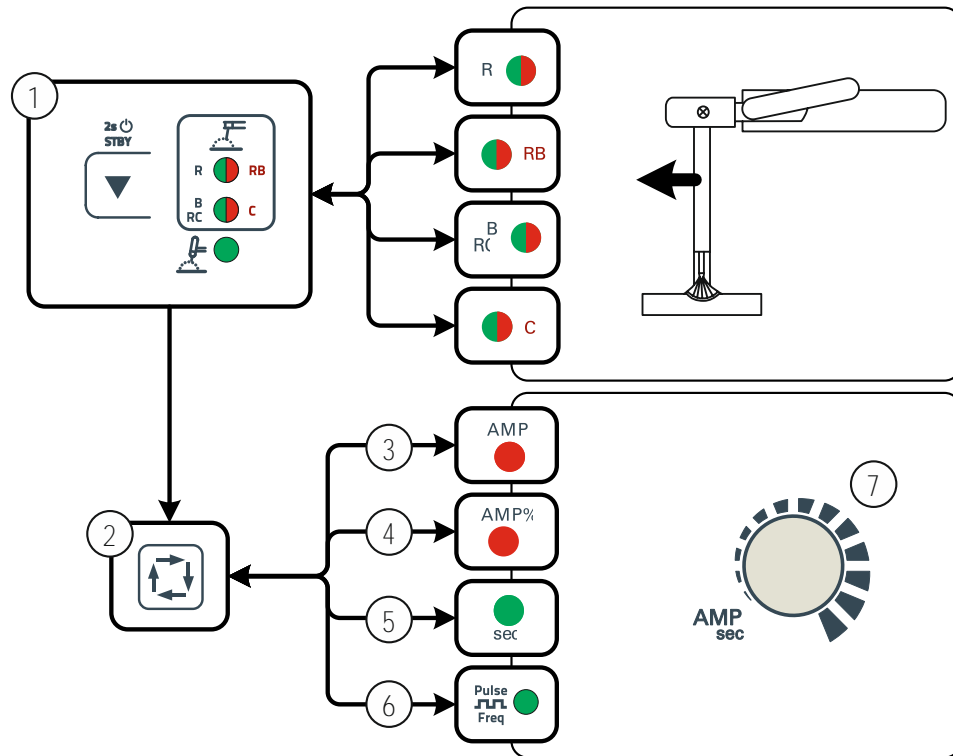 1
2s
STBY
R RB
B
RC C
R
RB
B
RC
C
2
3
AMP
4
AMP%
5
sec
6
Pulse
Freq
7
AMP
sec